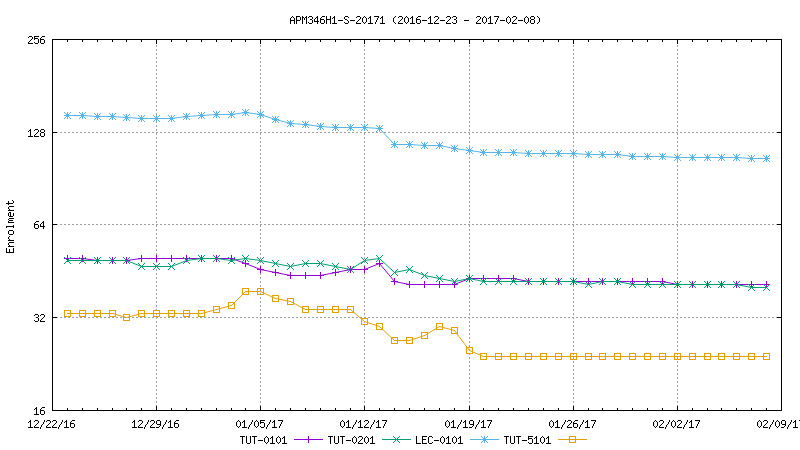 APM346H1-S-20171 (2016-12-23 - 2017-02-08)
256
128
64
32
16
Enrolment
12/22/16 12/29/16 01/05/17 01/12/17 01/19/17 01/26/17 02/02/17 02/09/17
TUT-0101 TUT-0201 LEC-0101 TUT-5101